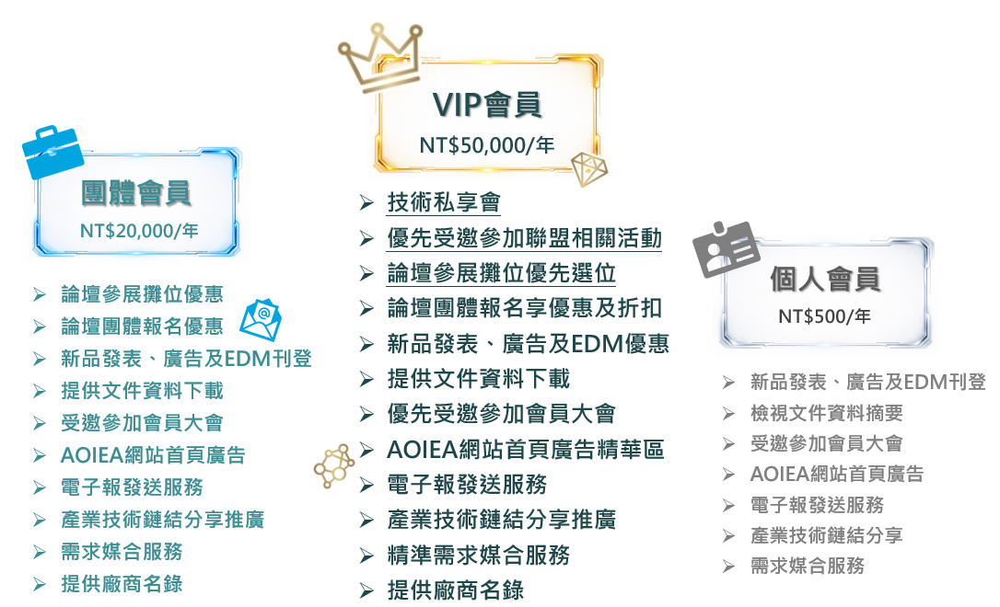 團體會員
NT$20,000/年
論壇參展攤位優惠
論壇團體報名優惠
新品發表、廣告及EDM刊登
提供文件資料下載
受邀參加會員大會
AOIEA網站首頁廣告
電子報發送服務
產業技術鏈結分享推廣
需求媒合服務
提供廠商名錄
VIP會員
NT$50,000/年
技術私享會
優先受邀參加聯盟相關活動
論壇參展攤位優先選位
論壇團體報名享優惠及折扣
新品發表、廣告及EDM優惠
提供文件資料下載
優先受邀參加會員大會
AOIEA網站首頁廣告精華區
電子報發送服務
產業技術鏈結分享推廣
精準需求媒合服務
提供廠商名錄
個人會員
NT$500/年
新品發表、廣告及EDM刊登
檢視文件資料摘要
受邀參加會員大會
AOIEA網站首頁廣告
電子報發送服務
產業技術鏈結分享
需求媒合服務